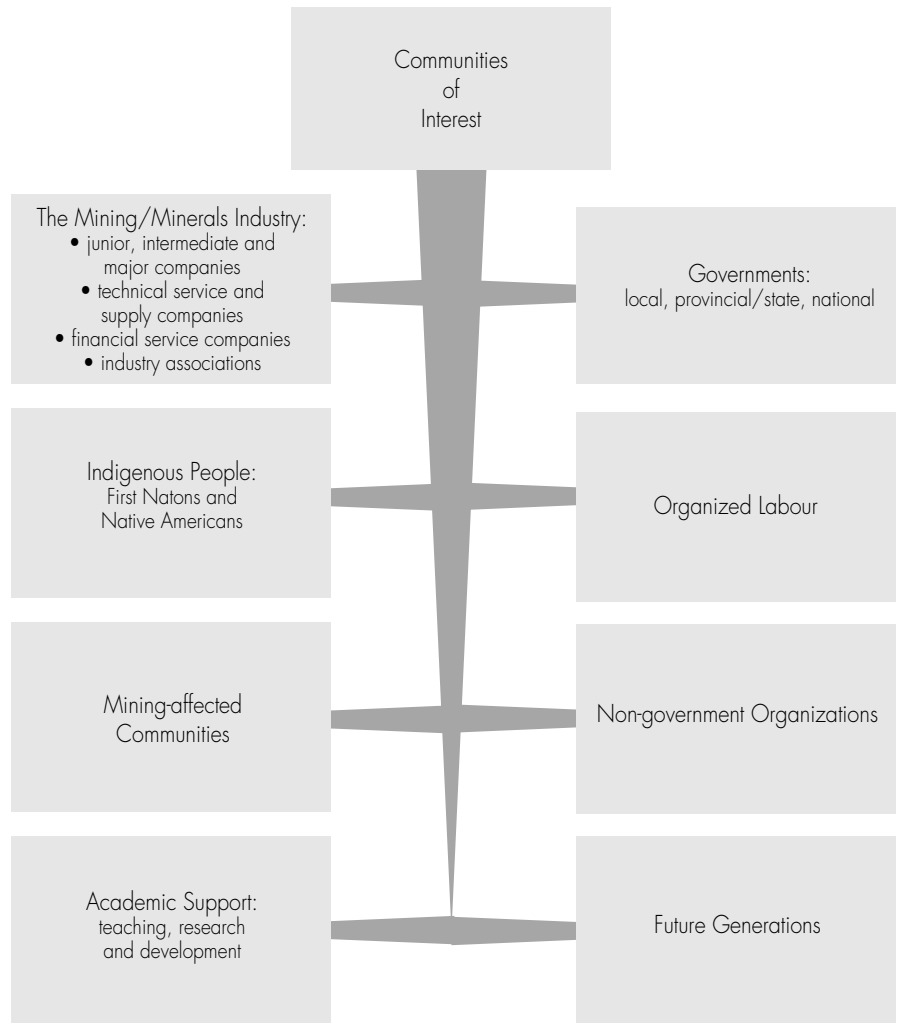 Communities
of
Interest
The Mining/Minerals Industry:
• junior, intermediate and
major companies
• technical service and
supply companies
• financial service companies
• industry associations
Governments:
local, provincial/state, national
Indigenous People:
First Natons and
Native Americans
Organized Labour
Mining-affected
Communities
Non-government Organizations
Academic Support:
teaching, research
and development
Future Generations